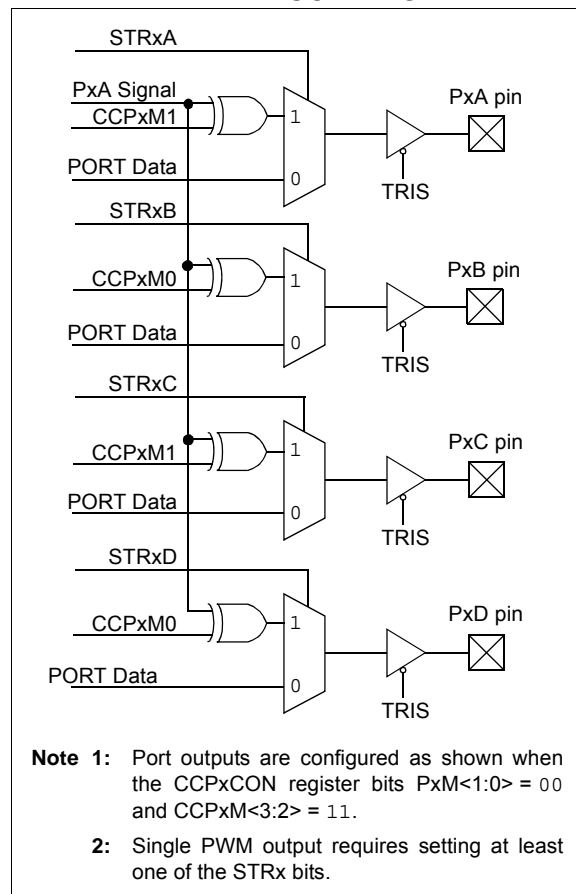 STRxA
PxA Signal
CCPxM1
1
PxA pin
PORT Data
0
TRIS
STRxB
CCPxM0
1
PxB pin
PORT Data
0
TRIS
STRxC
CCPxM1
1
PxC pin
PORT Data
0
TRIS
STRxD
CCPxM0
1
PxD pin
PORT Data
0
TRIS
Note 1: Port outputs are configured as shown when
the CCPxCON register bits PxM<1:0> = 00
and CCPxM<3:2> = 11.
2: Single PWM output requires setting at least
one of the STRx bits.